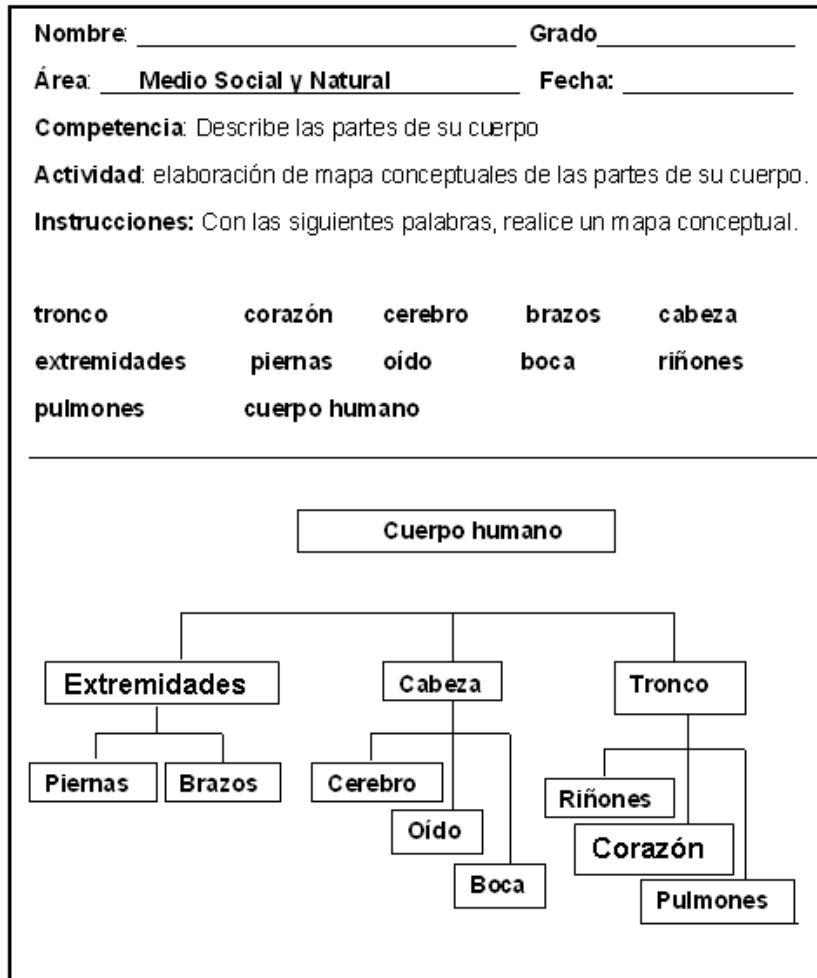 Nombre: Grado
Área: Medio Social y Natural Fecha:
Competencia: Describe las partes de su cuerpo
Actividad: elaboración de mapa conceptuales de las partes de su cuerpo.
Instrucciones: Con las siguientes palabras, realice un mapa conceptual.
tronco corazón cerebro brazos cabeza
extremidades piernas oído boca riñones
pulmones cuerpo humano
Cuerpo humano
Extremidades Cabeza Tronco
Piernas Brazos Cerebro Riñones
Oído Corazón
Boca Pulmones